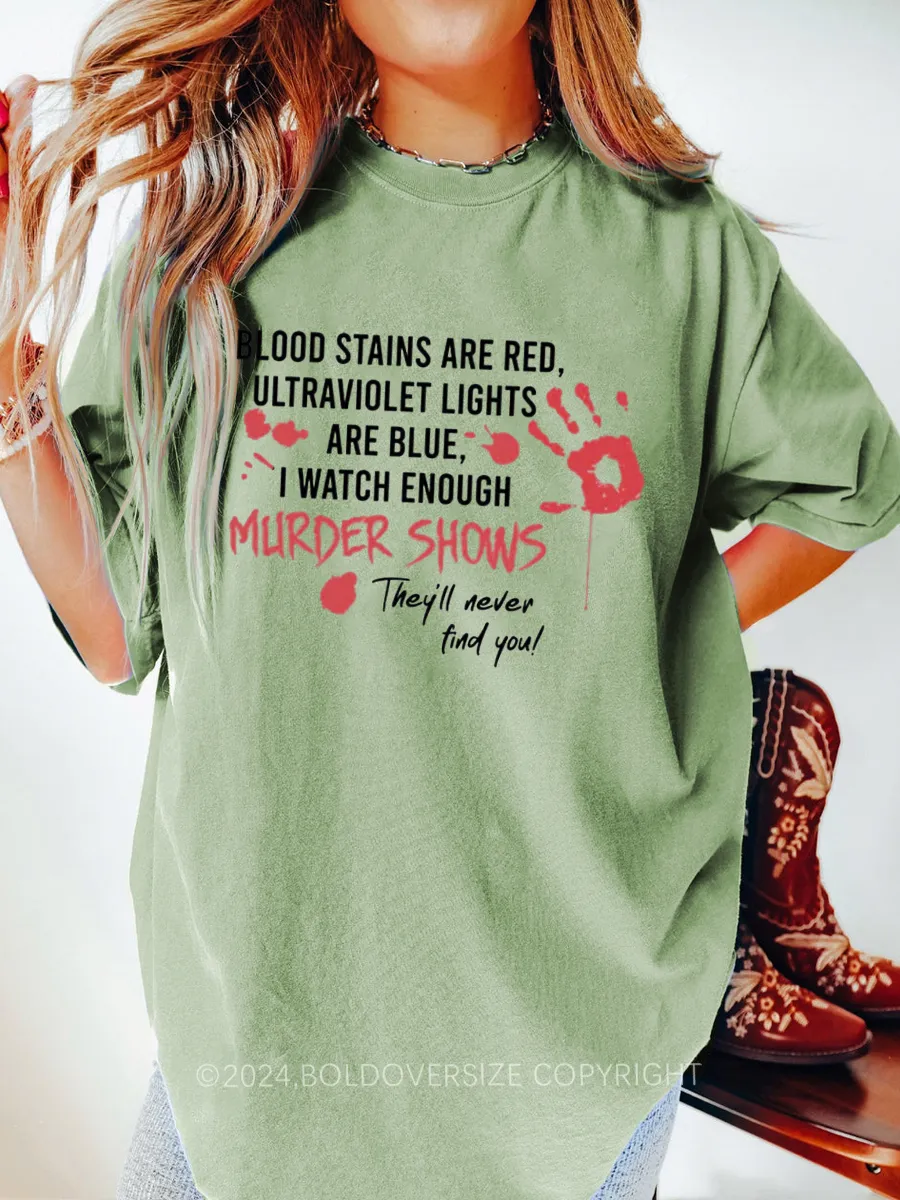 BLOOD STAINS ARE RED,
ULTRAVIOLET LIGHTS
ARE BLUE,
I WATCH ENOUGH
MURDER SHOWS
They'll never
find you!
©2024,BOLDOVERSIZE COPYRIGHT